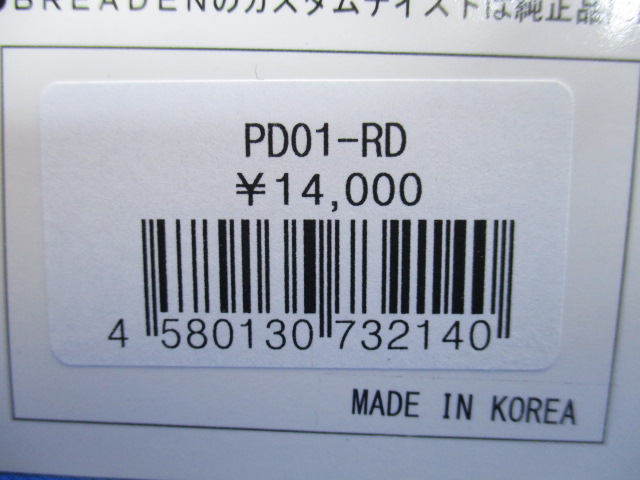 BREADENのカスタムテイストは純正品
PD01-RD
￥14,000
4 580130 732140
MADE IN KOREA